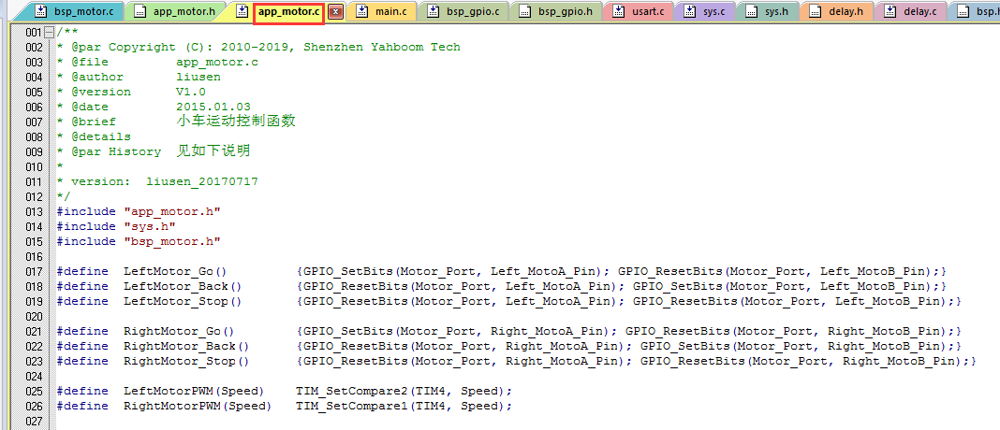 bsp_motor.c app_motor.h app_motor.c main.c bsp_gpio.c bsp_gpio.h usart.c sys.c sys.h delay.h delay.c bsp.h
001 /**
002 * @par Copyright (C): 2010-2019, Shenzhen Yahboom Tech
003 * @file app_motor.c
004 * @author liusen
005 * @version V1.0
006 * @date 2015.01.03
007 * @brief 小车运动控制函数
008 * @details
009 * @par History 见如下说明
010 *
011 * version: liusen_20170717
012 */
013 #include "app_motor.h"
014 #include "sys.h"
015 #include "bsp_motor.h"
016
017 #define LeftMotor_Go() {GPIO_SetBits(Motor_Port, Left_MotoA_Pin); GPIO_ResetBits(Motor_Port, Left_MotoB_Pin);}
018 #define LeftMotor_Back() {GPIO_ResetBits(Motor_Port, Left_MotoA_Pin); GPIO_SetBits(Motor_Port, Left_MotoB_Pin);}
019 #define LeftMotor_Stop() {GPIO_ResetBits(Motor_Port, Left_MotoA_Pin); GPIO_ResetBits(Motor_Port, Left_MotoB_Pin);}
020
021 #define RightMotor_Go() {GPIO_SetBits(Motor_Port, Right_MotoA_Pin); GPIO_ResetBits(Motor_Port, Right_MotoB_Pin);}
022 #define RightMotor_Back() {GPIO_ResetBits(Motor_Port, Right_MotoA_Pin); GPIO_SetBits(Motor_Port, Right_MotoB_Pin);}
023 #define RightMotor_Stop() {GPIO_ResetBits(Motor_Port, Right_MotoA_Pin); GPIO_ResetBits(Motor_Port, Right_MotoB_Pin);}
024
025 #define LeftMotorPWM(Speed) TIM_SetCompare2(TIM4, Speed);
026 #define RightMotorPWM(Speed) TIM_SetCompare1(TIM4, Speed);
027